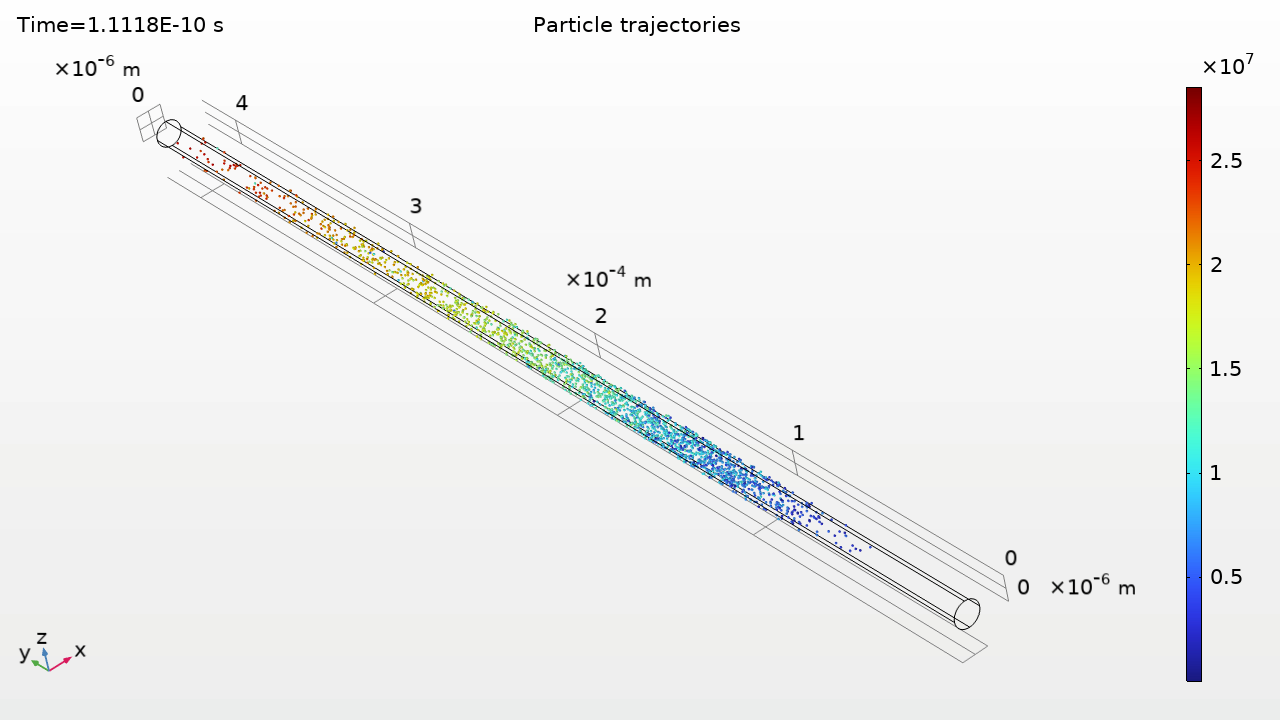 Time=1.1118E-10 s
Particle trajectories
×10⁻⁶ m
0
4
3
×10⁻⁴ m
2
1
0
0 ×10⁻⁶ m
×10⁷
2.5
2
1.5
1
0.5
z
y
x